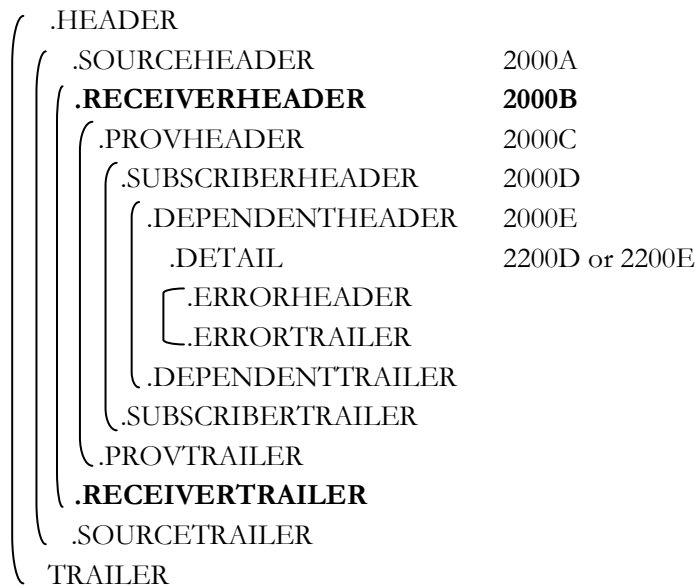 .HEADER
.SOURCEHEADER 2000A
.RECEIVERHEADER 2000B
.PROVHEADER 2000C
.SUBSCRIBERHEADER 2000D
.DEPENDENTHEADER 2000E
.DETAIL 2200D or 2200E
.ERRORHEADER
.ERRORTRAILER
.DEPENDENTTRAILER
.SUBSCRIBERTRAILER
.PROVTRAILER
.RECEIVERTRAILER
.SOURCETRAILER
TRAILER